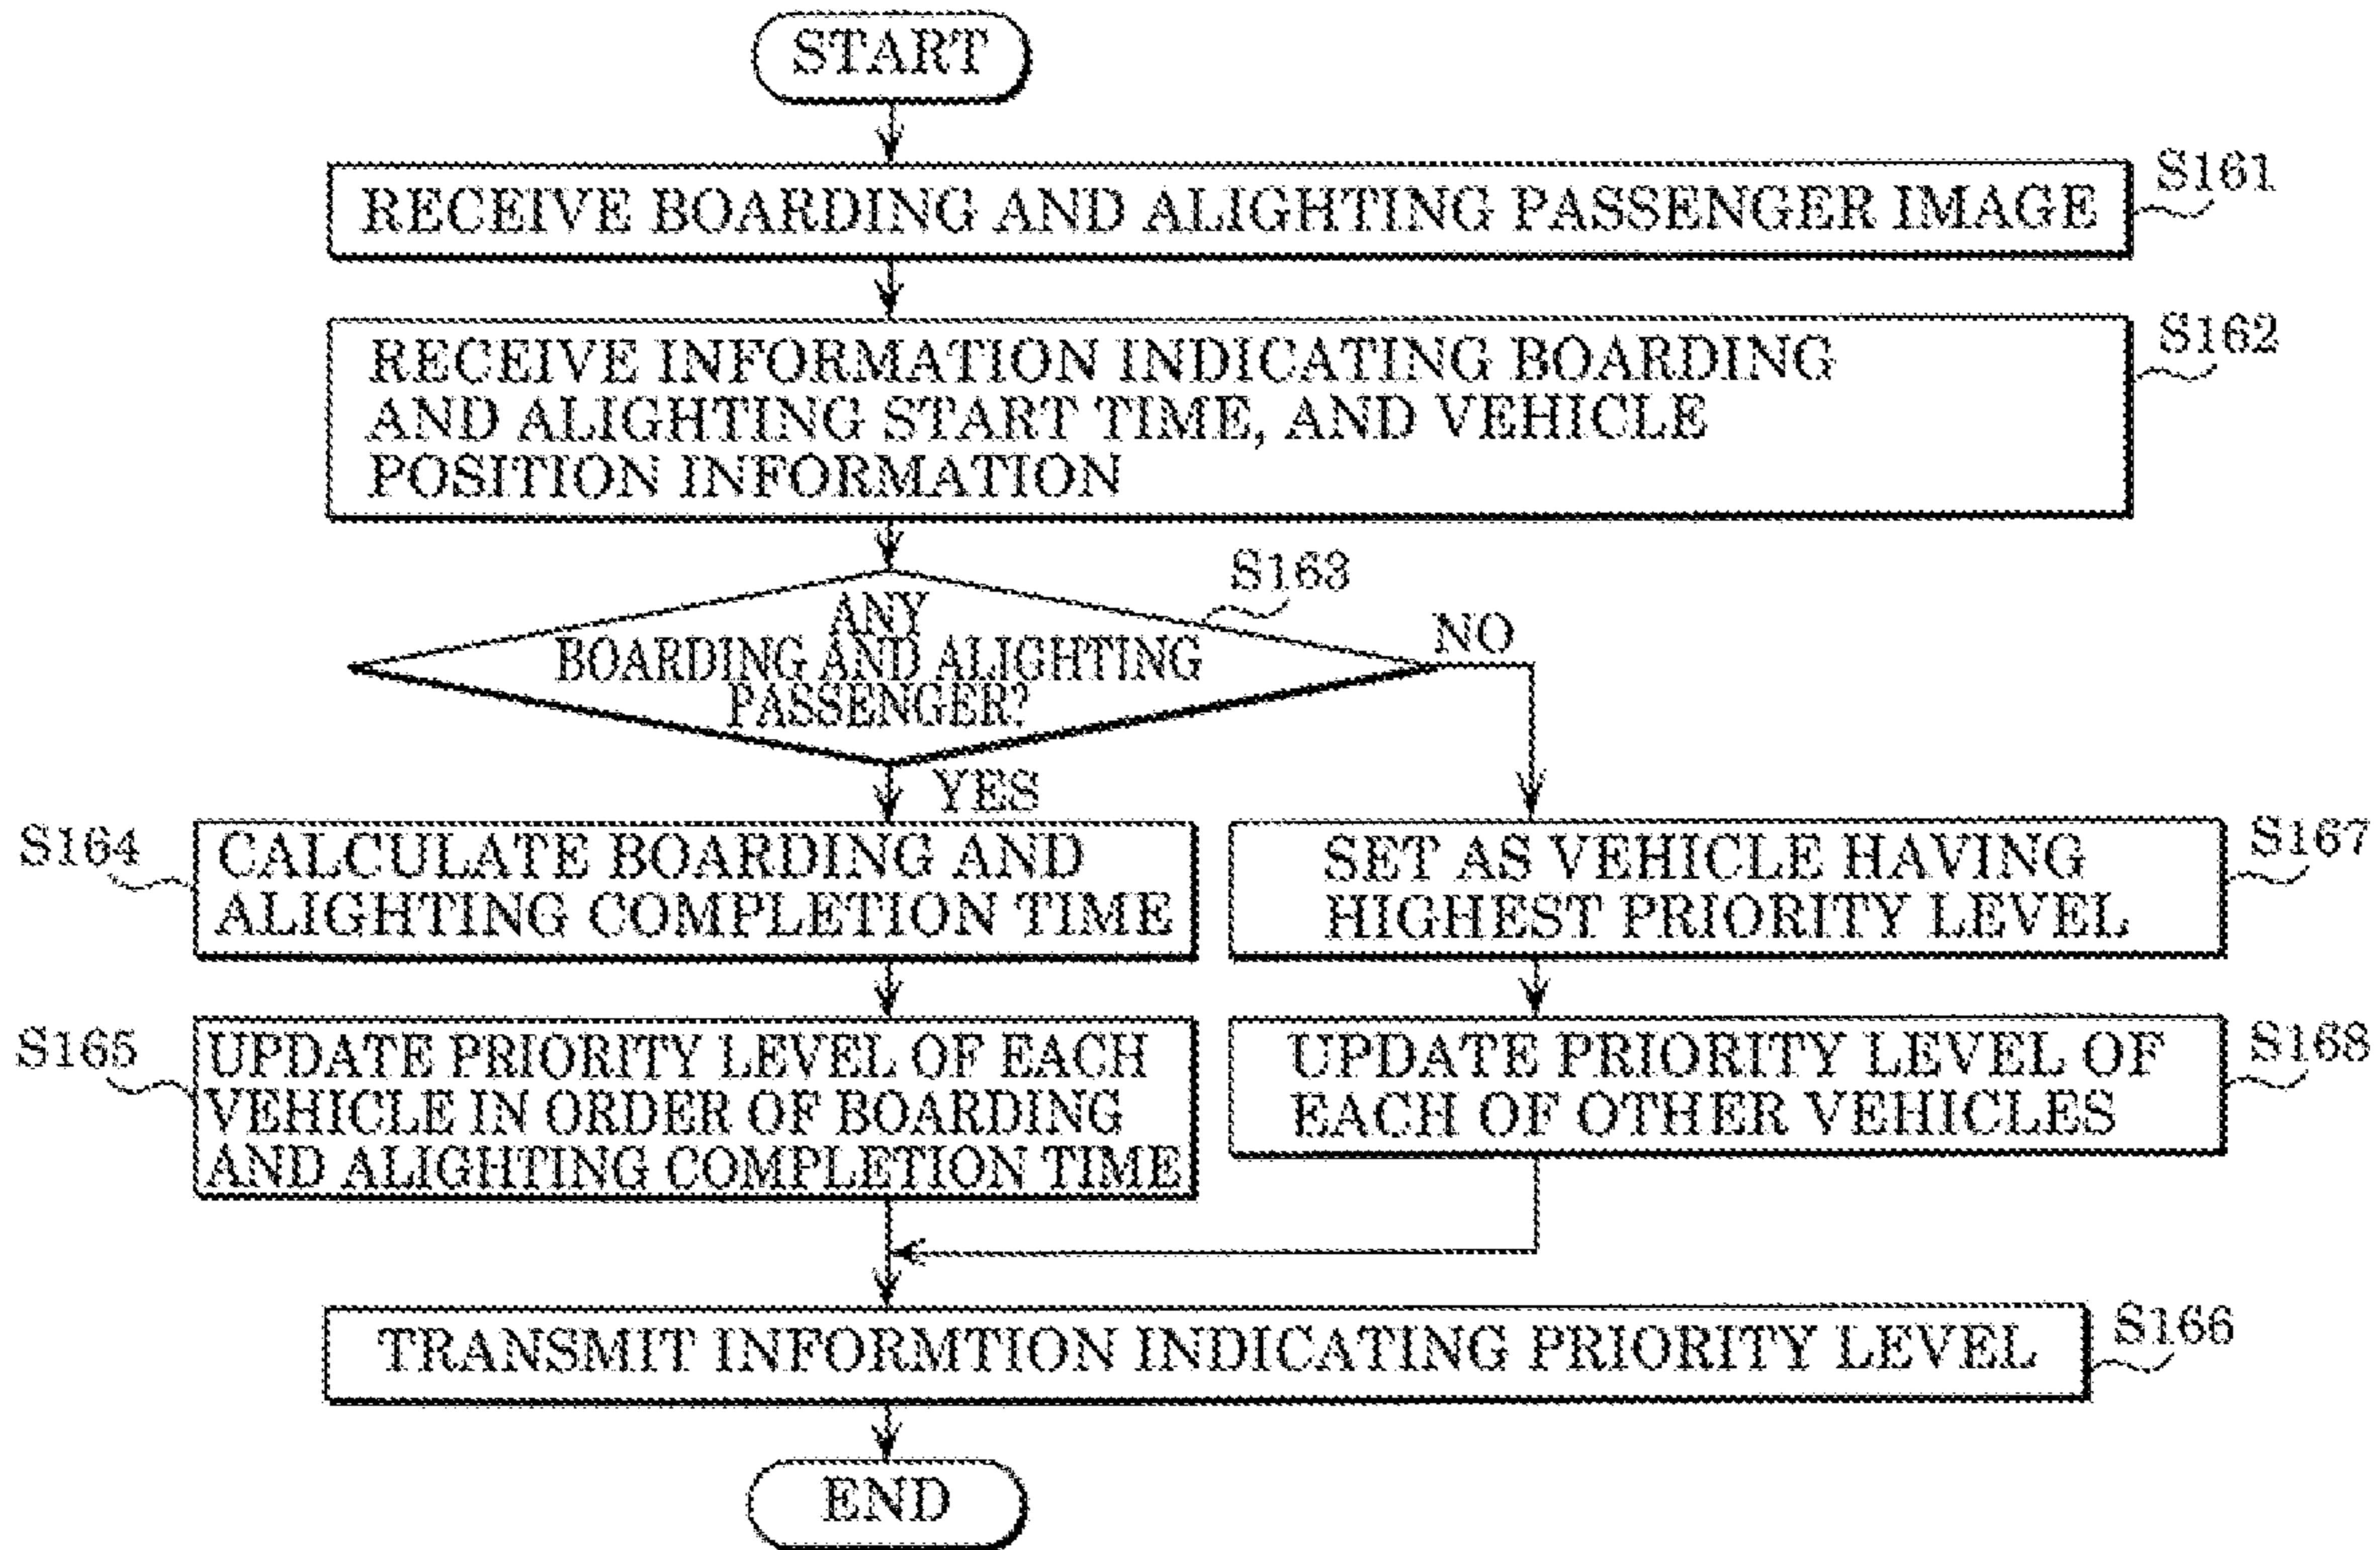 START
RECEIVE BOARDING AND ALIGHTING PASSENGER IMAGE
S161
RECEIVE INFORMATION INDICATING BOARDING
AND ALIGHTING START TIME, AND VEHICLE
POSITION INFORMATION
S162
S163
ANY
BOARDING AND ALIGHTING
PASSENGER?
NO
YES
S164
CALCULATE BOARDING AND
ALIGHTING COMPLETION TIME
SET AS VEHICLE HAVING
HIGHEST PRIORITY LEVEL
S167
S165
UPDATE PRIORITY LEVEL OF EACH
VEHICLE IN ORDER OF BOARDING
AND ALIGHTING COMPLETION TIME
UPDATE PRIORITY LEVEL OF
EACH OF OTHER VEHICLES
S168
TRANSMIT INFORMTION INDICATING PRIORITY LEVEL
S166
END